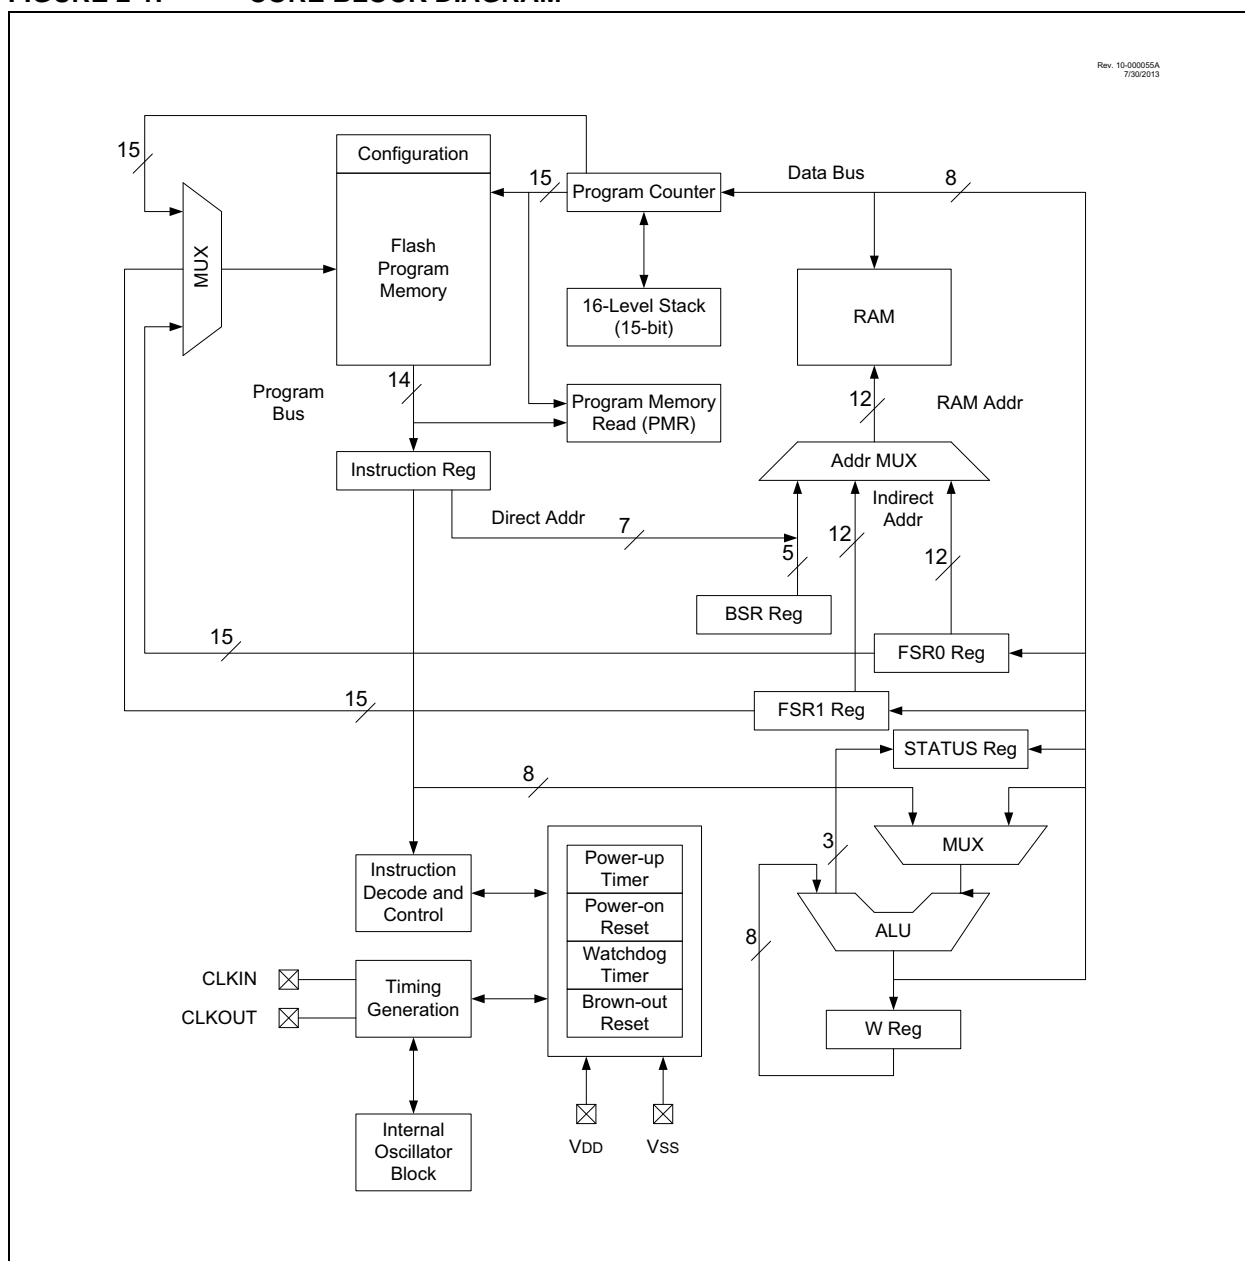 Rev. 10-000055A
7/30/2013
15
Configuration
15
Program Counter
Data Bus
8
MUX
Flash
Program
Memory
16-Level Stack
(15-bit)
RAM
Program
Bus
14
Program Memory
Read (PMR)
12
RAM Addr
Instruction Reg
Addr MUX
Direct Addr
7
Indirect
Addr
5
12
12
BSR Reg
15
FSR0 Reg
15
FSR1 Reg
STATUS Reg
8
3
MUX
Instruction
Decode and
Control
Power-up
Timer
Power-on
Reset
Watchdog
Timer
Brown-out
Reset
8
ALU
CLKIN
CLKOUT
Timing
Generation
W Reg
Internal
Oscillator
Block
VDD
VSS